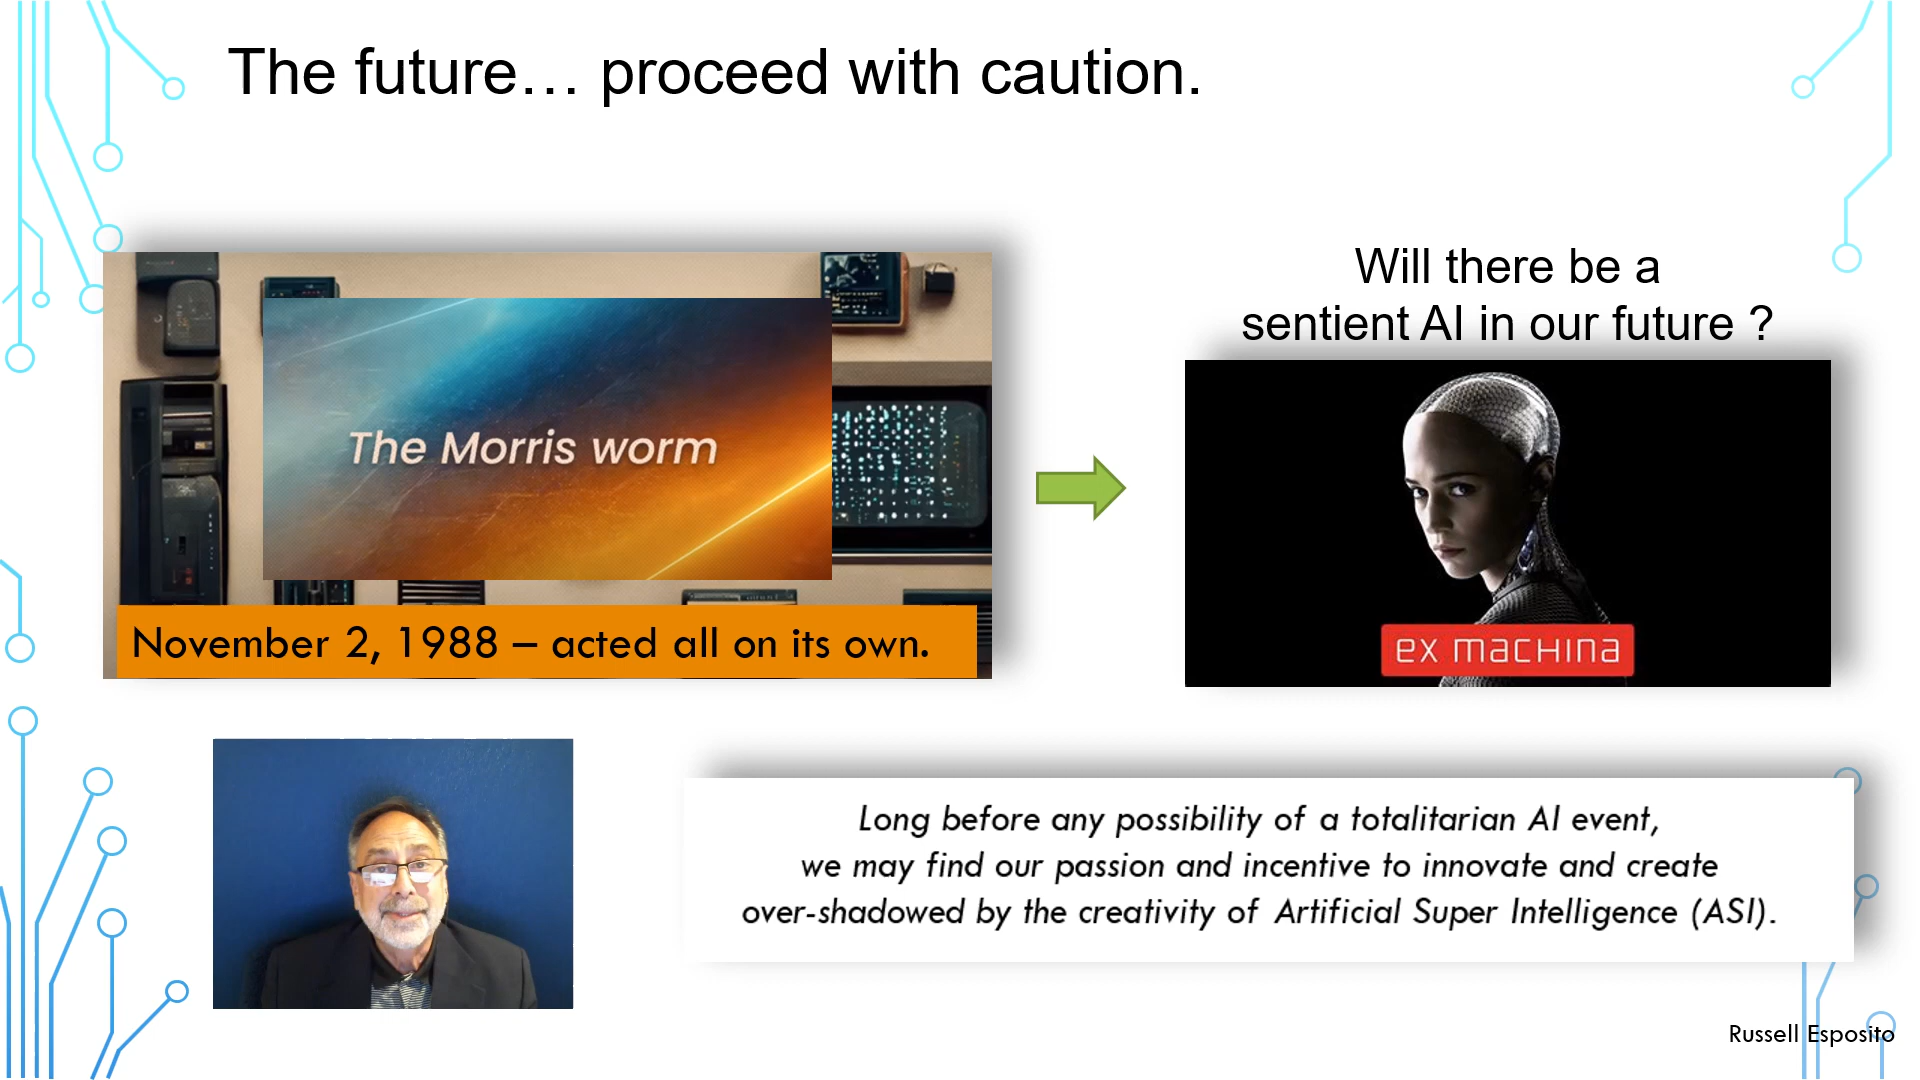 The future… proceed with caution.
The Morris worm
November 2, 1988 – acted all on its own.
Will there be a
sentient AI in our future ?
ex machina
Long before any possibility of a totalitarian AI event,
we may find our passion and incentive to innovate and create
over-shadowed by the creativity of Artificial Super Intelligence (ASI).
Russell Esposito